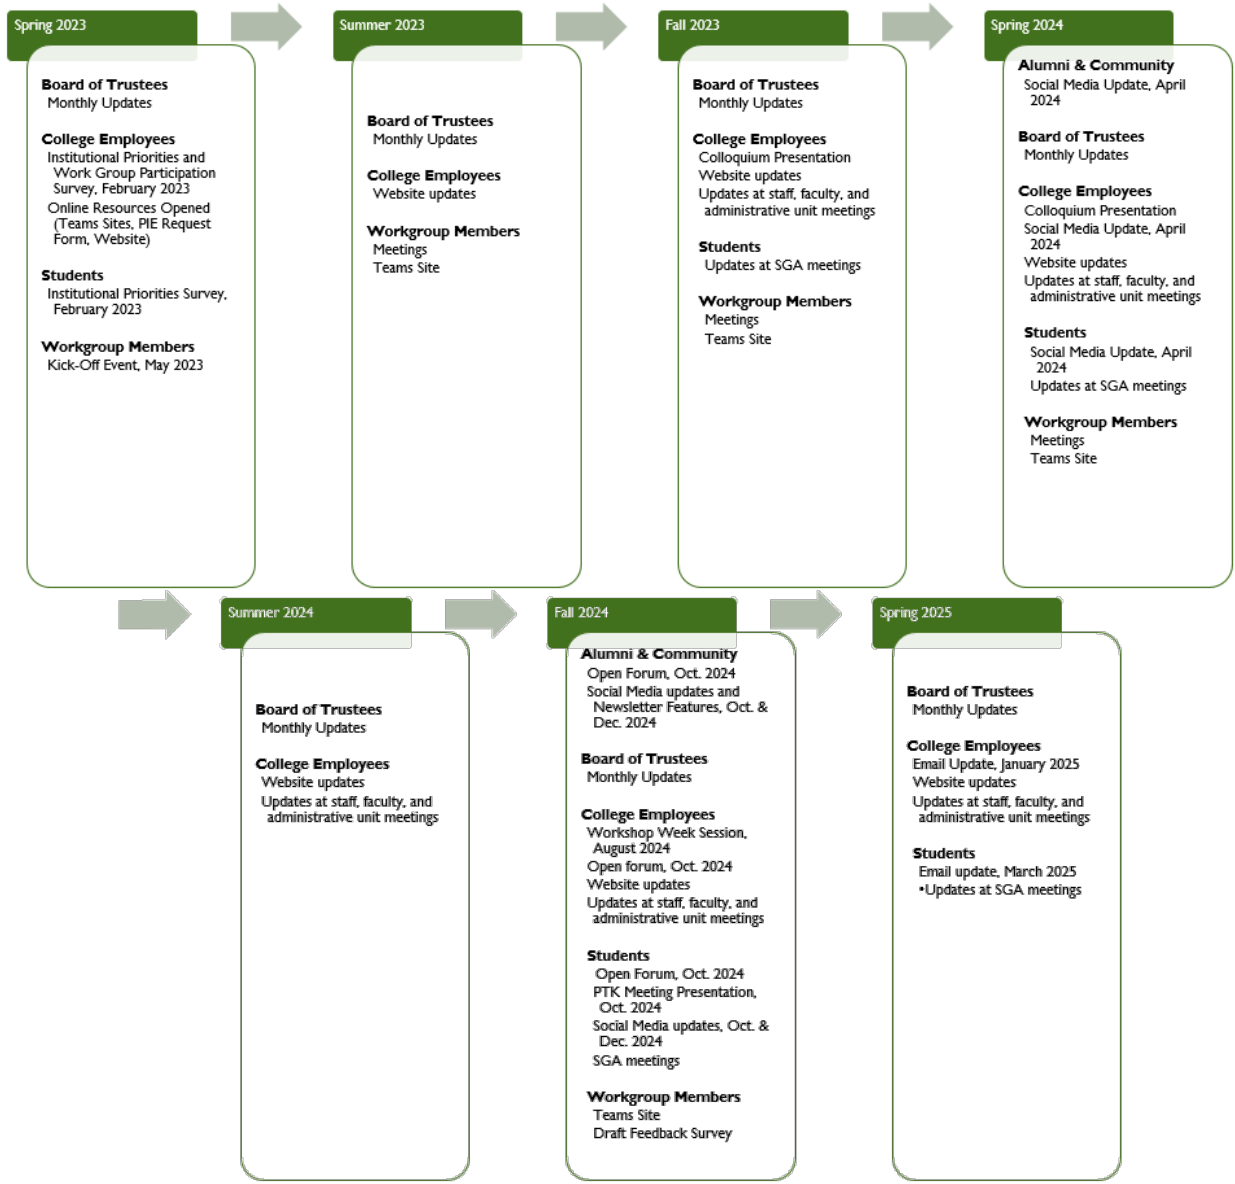 Spring 2023
Board of Trustees
Monthly Updates
College Employees
Institutional Priorities and
Work Group Participation
Survey, February 2023
Online Resources Opened
(Teams Sites, PIE Request
Form, Website)
Students
Institutional Priorities Survey,
February 2023
Workgroup Members
Kick-Off Event, May 2023
Summer 2023
Board of Trustees
Monthly Updates
College Employees
Website updates
Workgroup Members
Meetings
Teams Site
Fall 2023
Board of Trustees
Monthly Updates
College Employees
Colloquium Presentation
Website updates
Updates at staff, faculty, and
administrative unit meetings
Students
Updates at SGA meetings
Workgroup Members
Meetings
Teams Site
Spring 2024
Alumni & Community
Social Media Update, April
2024
Board of Trustees
Monthly Updates
College Employees
Colloquium Presentation
Social Media Update, April
2024
Website updates
Updates at staff, faculty, and
administrative unit meetings
Students
Social Media Update, April
2024
Updates at SGA meetings
Workgroup Members
Meetings
Teams Site
Summer 2024
Board of Trustees
Monthly Updates
College Employees
Website updates
Updates at staff, faculty, and
administrative unit meetings
Fall 2024
Alumni & Community
Open Forum, Oct. 2024
Social Media updates and
Newsletter Features, Oct. &
Dec. 2024
Board of Trustees
Monthly Updates
College Employees
Workshop Week Session,
August 2024
Open forum, Oct. 2024
Website updates
Updates at staff, faculty, and
administrative unit meetings
Students
Open Forum, Oct. 2024
PTK Meeting Presentation,
Oct. 2024
Social Media updates, Oct. &
Dec. 2024
SGA meetings
Workgroup Members
Teams Site
Draft Feedback Survey
Spring 2025
Board of Trustees
Monthly Updates
College Employees
Email Update, January 2025
Website updates
Updates at staff, faculty, and
administrative unit meetings
Students
Email update, March 2025
•Updates at SGA meetings